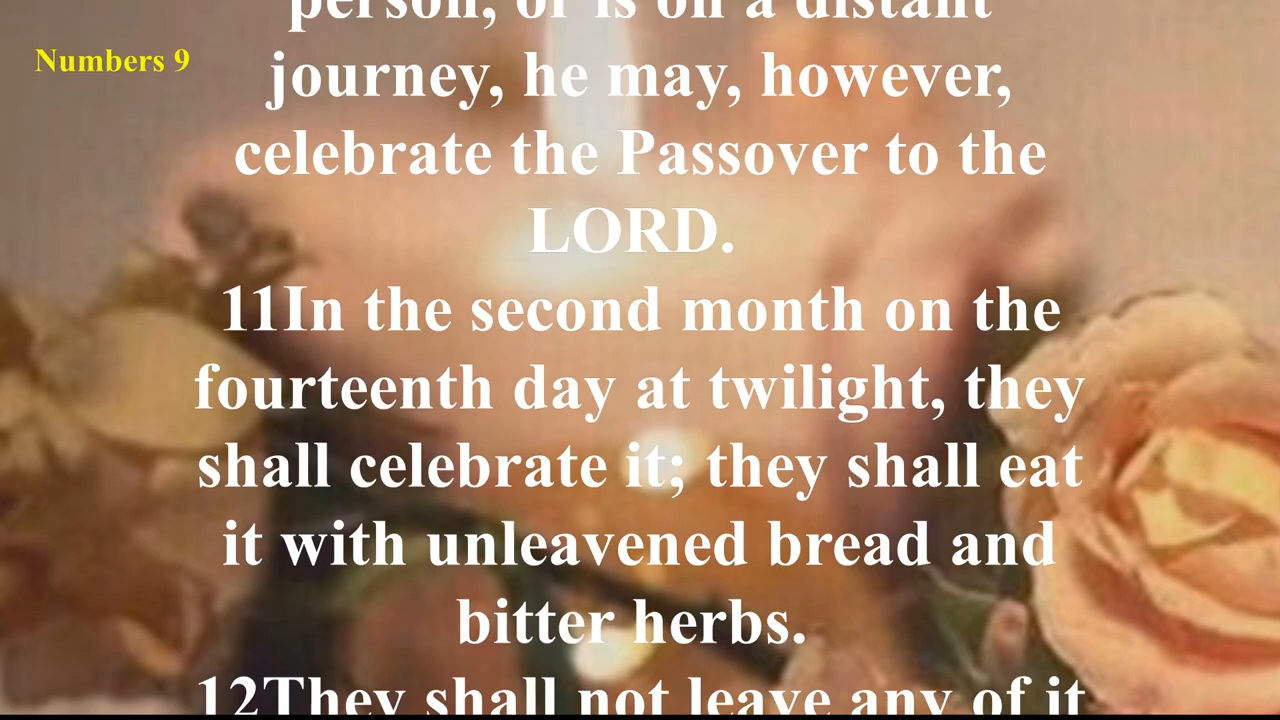 person, or is on a distant
Numbers 9
journey, he may, however,
celebrate the Passover to the
LORD.
11In the second month on the
fourteenth day at twilight, they
shall celebrate it; they shall eat
it with unleavened bread and
bitter herbs.
12They shall not leave any of it